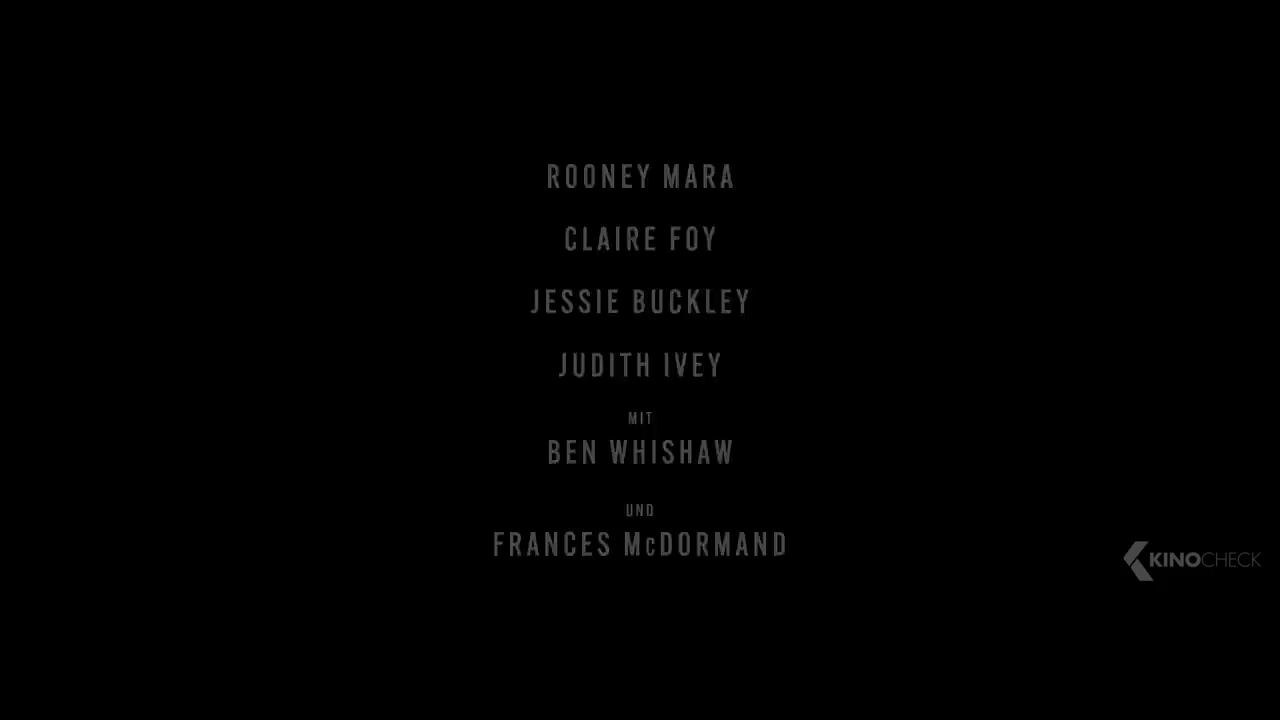 ROONEY MARA
CLAIRE FOY
JESSIE BUCKLEY
JUDITH IVEY
MIT
BEN WHISHAW
UND
FRANCES McDORMAND
KINOCHECK